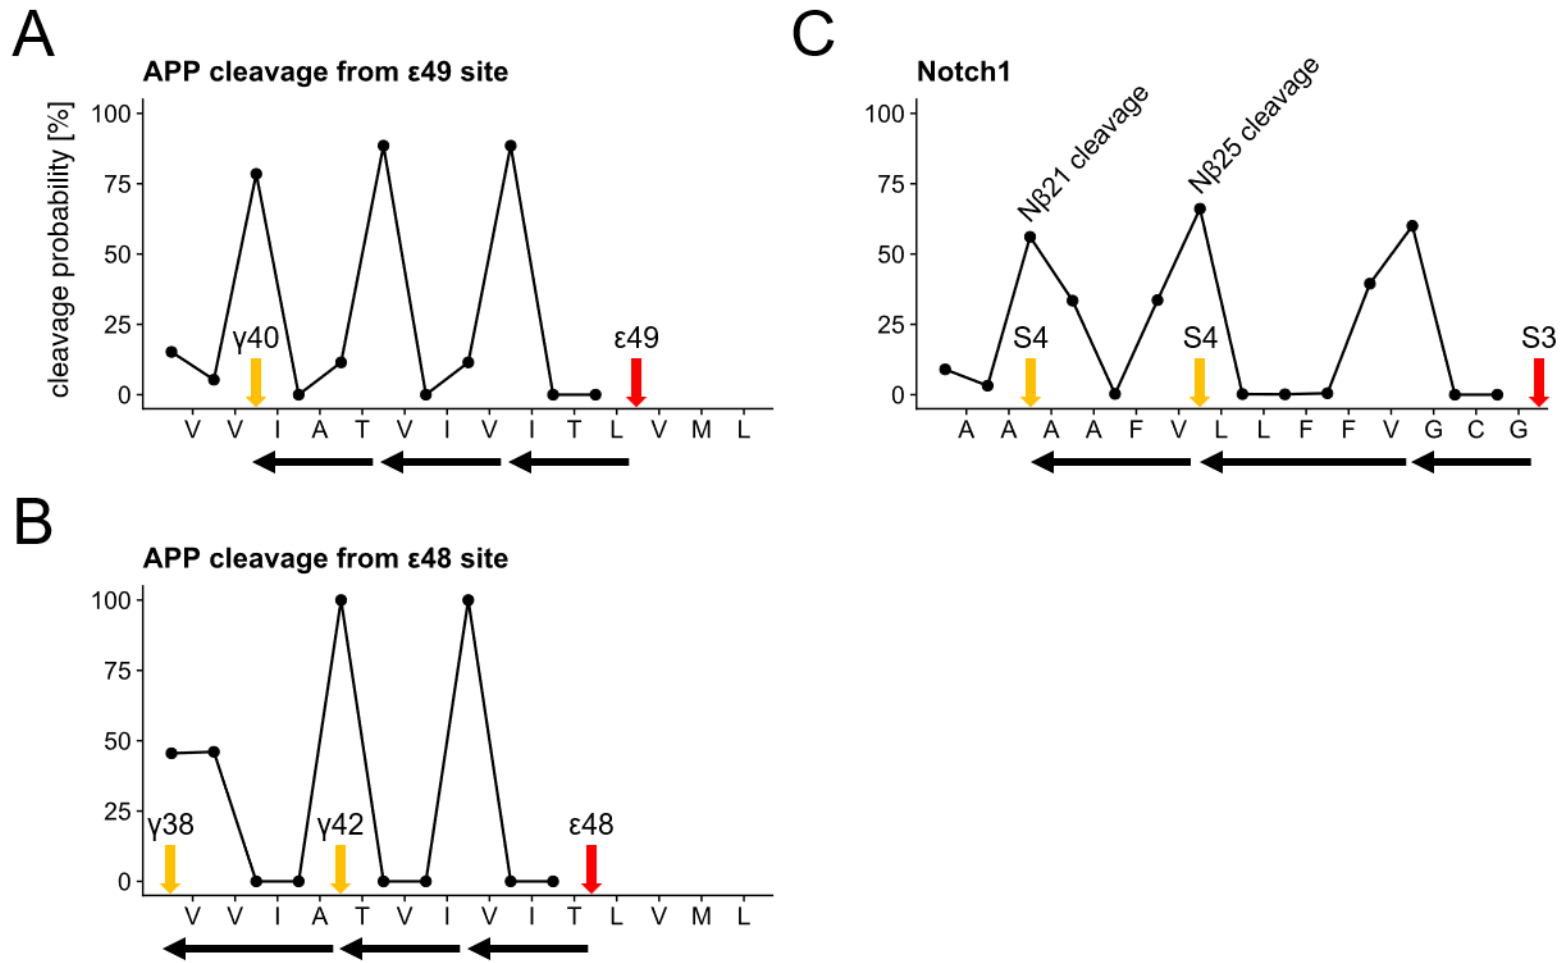 A
APP cleavage from ε49 site
cleavage probability [%]
100
75
50
25
0
γ40
ε49
V V I A T V I V I T L V M L
B
APP cleavage from ε48 site
100
75
50
25
0
γ38
γ42
ε48
V V I A T V I V I T L V M L
C
Notch1
Nβ21 cleavage
Nβ25 cleavage
100
75
50
25
0
S4
S4
S3
A A A A F V L L F F V G C G